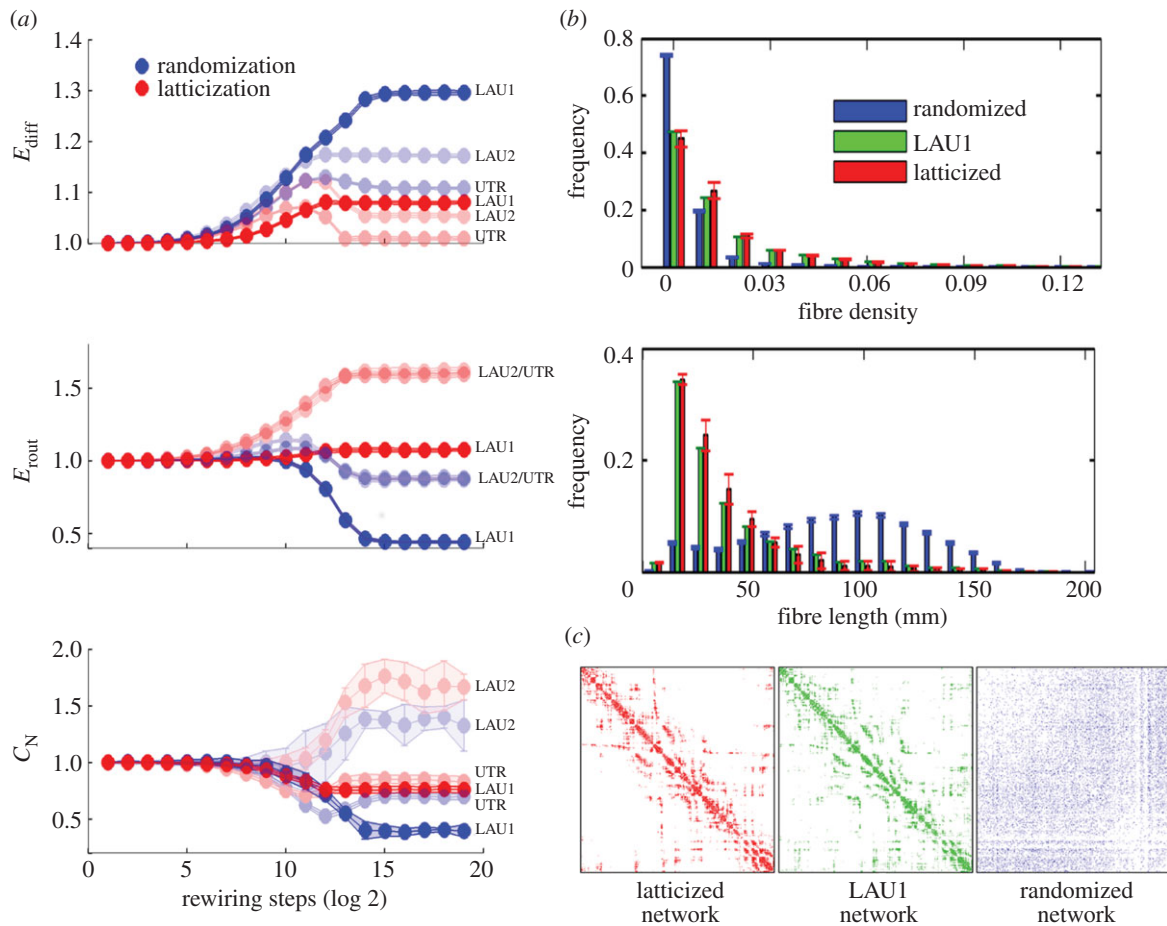 (a)
1.4
randomization
latticization
1.3
LAU1
E_diff
1.2
LAU2
1.1
UTR
LAU1
LAU2
1.0
UTR
1.5
LAU2/UTR
LAU1
E_rout
1.0
LAU2/UTR
0.5
LAU1
2.0
LAU2
1.5
LAU2
C_N
1.0
UTR
LAU1
UTR
0.5
LAU1
0 5 10 15 20
rewiring steps (log 2)
(b)
0.8
randomized
0.6
LAU1
frequency
0.4
latticized
0.2
0
0 0.03 0.06 0.09 0.12
fibre density
0.4
frequency
0.2
0 50 100 150 200
fibre length (mm)
(c)
latticized
network
LAU1
network
randomized
network